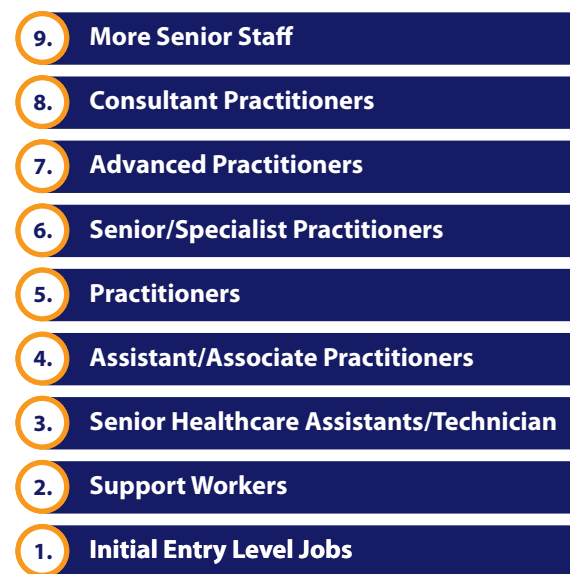 9. More Senior Staff
8. Consultant Practitioners
7. Advanced Practitioners
6. Senior/Specialist Practitioners
5. Practitioners
4. Assistant/Associate Practitioners
3. Senior Healthcare Assistants/Technician
2. Support Workers
1. Initial Entry Level Jobs